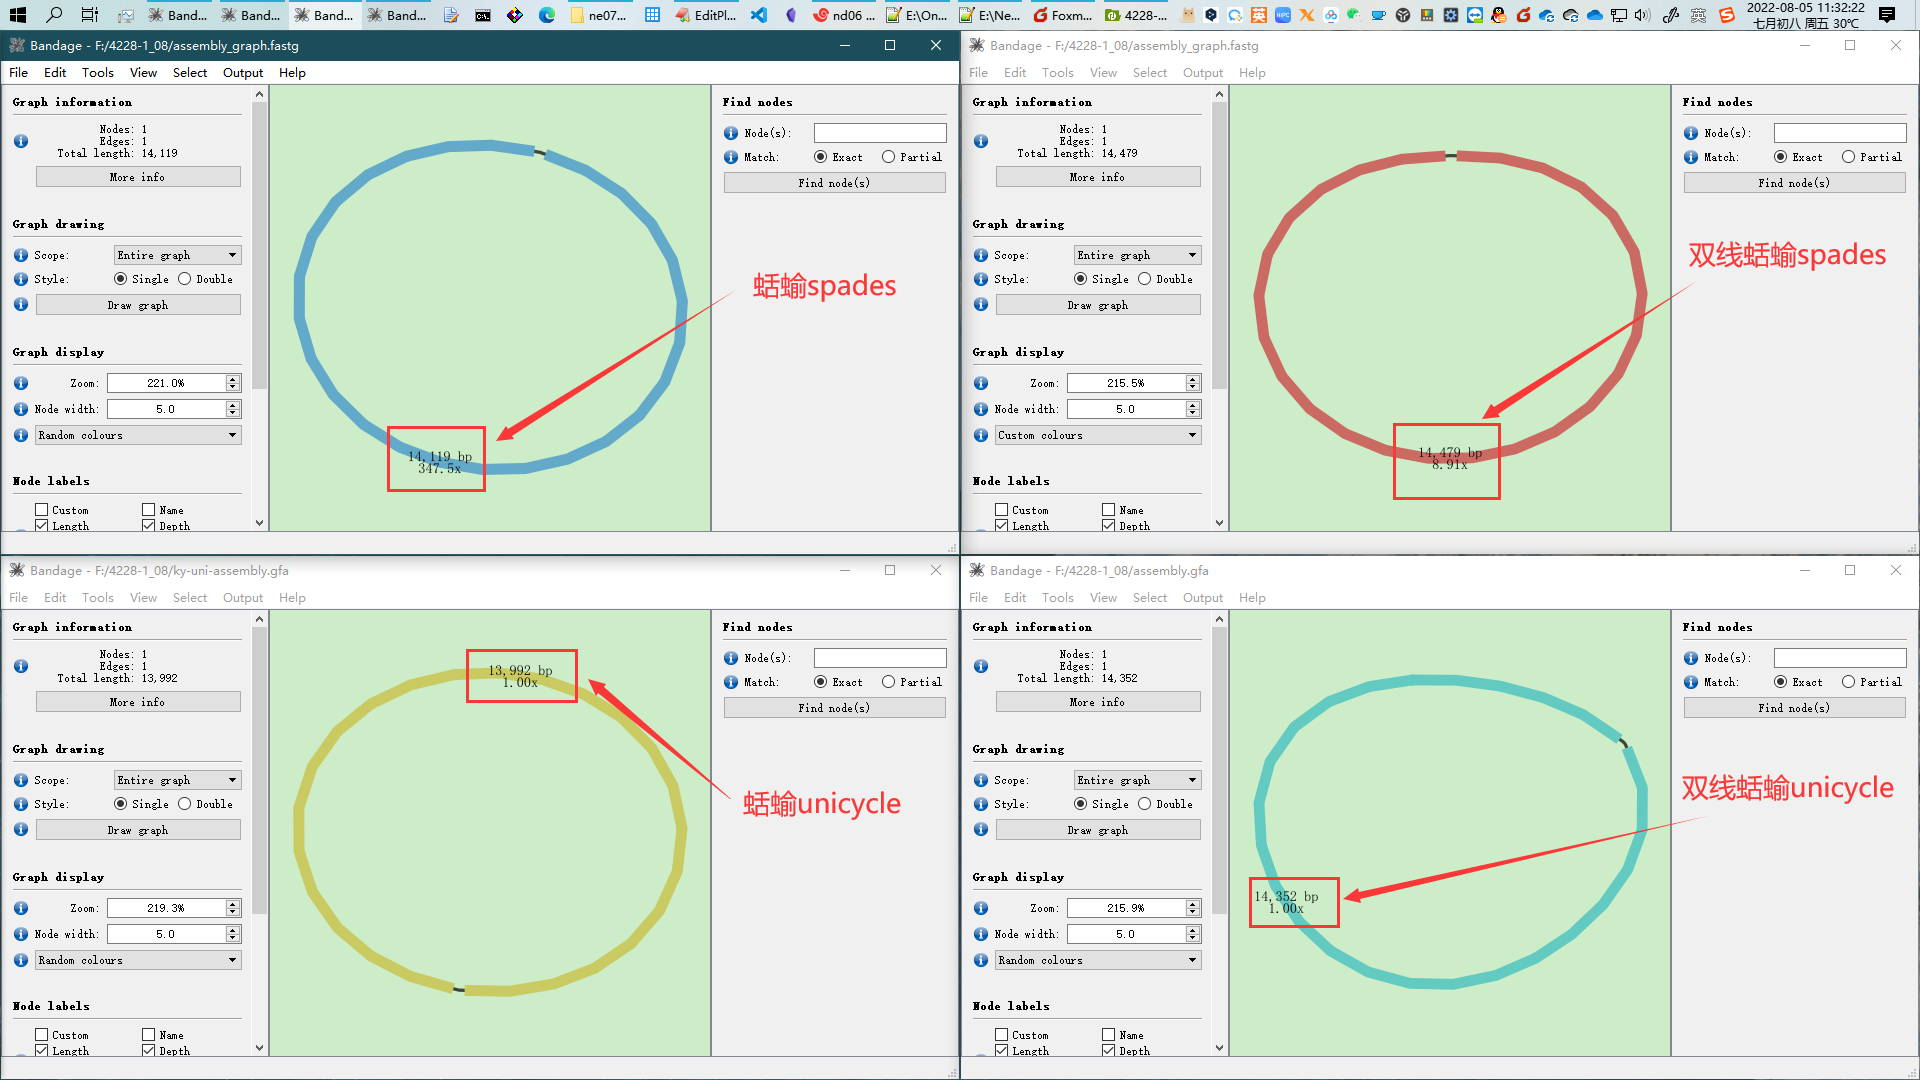 Band...
Band...
Band...
Band...
ne07...
EditPl...
nd06 ...
E:\On...
E:\Ne...
Foxm...
4228-...
英
2022-08-05 11:32:22
七月初八 周五 30℃
Bandage - F:/4228-1_08/assembly_graph.fastg
File Edit Tools View Select Output Help
Graph information
Nodes: 1
Edges: 1
Total length: 14,119
More info
Graph drawing
Scope: Entire graph
Style: Single Double
Draw graph
Graph display
Zoom: 221.0%
Node width: 5.0
Random colours
Node labels
Custom Name
Length Depth
14,119 bp
347.5x
蛞蝓spades
Find nodes
Node(s):
Match: Exact Partial
Find node(s)
Bandage - F:/4228-1_08/assembly_graph.fastg
File Edit Tools View Select Output Help
Graph information
Nodes: 1
Edges: 1
Total length: 14,479
More info
Graph drawing
Scope: Entire graph
Style: Single Double
Draw graph
Graph display
Zoom: 215.5%
Node width: 5.0
Custom colours
Node labels
Custom Name
Length Depth
14,479 bp
8.91x
双线蛞蝓spades
Find nodes
Node(s):
Match: Exact Partial
Find node(s)
Bandage - F:/4228-1_08/ky-uni-assembly.gfa
File Edit Tools View Select Output Help
Graph information
Nodes: 1
Edges: 1
Total length: 13,992
More info
Graph drawing
Scope: Entire graph
Style: Single Double
Draw graph
Graph display
Zoom: 219.3%
Node width: 5.0
Random colours
Node labels
Custom Name
Length Depth
13,992 bp
1.00x
蛞蝓unicycle
Find nodes
Node(s):
Match: Exact Partial
Find node(s)
Bandage - F:/4228-1_08/assembly.gfa
File Edit Tools View Select Output Help
Graph information
Nodes: 1
Edges: 1
Total length: 14,352
More info
Graph drawing
Scope: Entire graph
Style: Single Double
Draw graph
Graph display
Zoom: 215.9%
Node width: 5.0
Random colours
Node labels
Custom Name
Length Depth
14,352 bp
1.00x
双线蛞蝓unicycle
Find nodes
Node(s):
Match: Exact Partial
Find node(s)